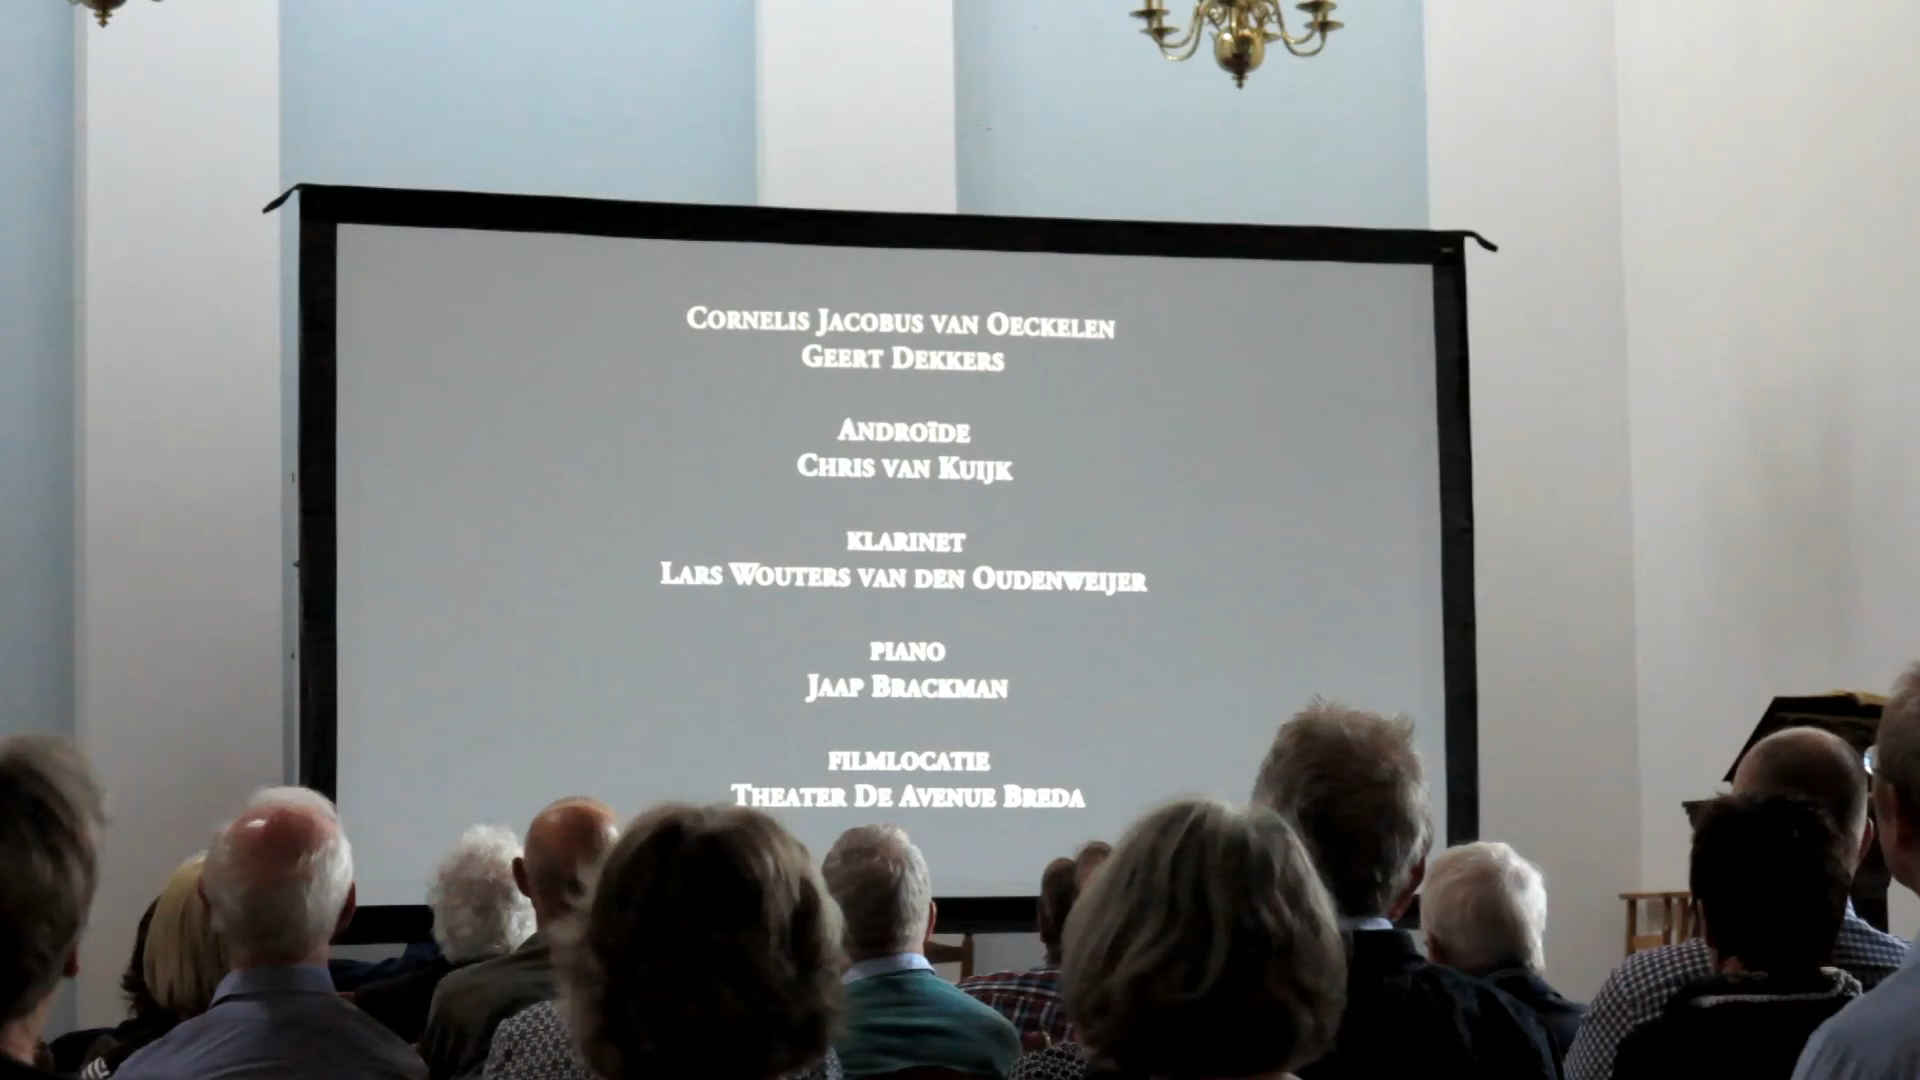 Cornelis Jacobus van Oeckelen
Geert Dekkers
Androïde
Chris van Kuijk
klarinet
Lars Wouters van den Oudenweijer
piano
Jaap Brackman
filmlocatie
Theater De Avenue Breda